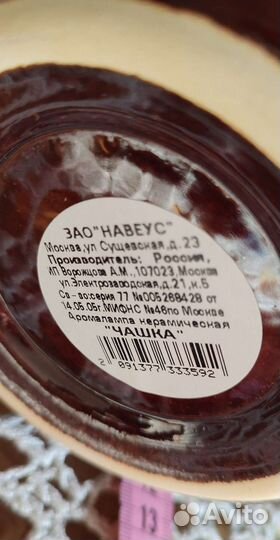 ЗАО"НАВЕУС"
Москва,ул Сущевская,д.23
Производитель: Россия,
ИП Ворожцова А.М.,107023,Москва
ул.Электрозаводская,д.21,к.5
Св-во:серия 77 №005268428 от
14.05.05г.МИФНС №46по Москве
Аромалампа керамическая
"ЧАШКА"
2 091377 333592
13
Avito